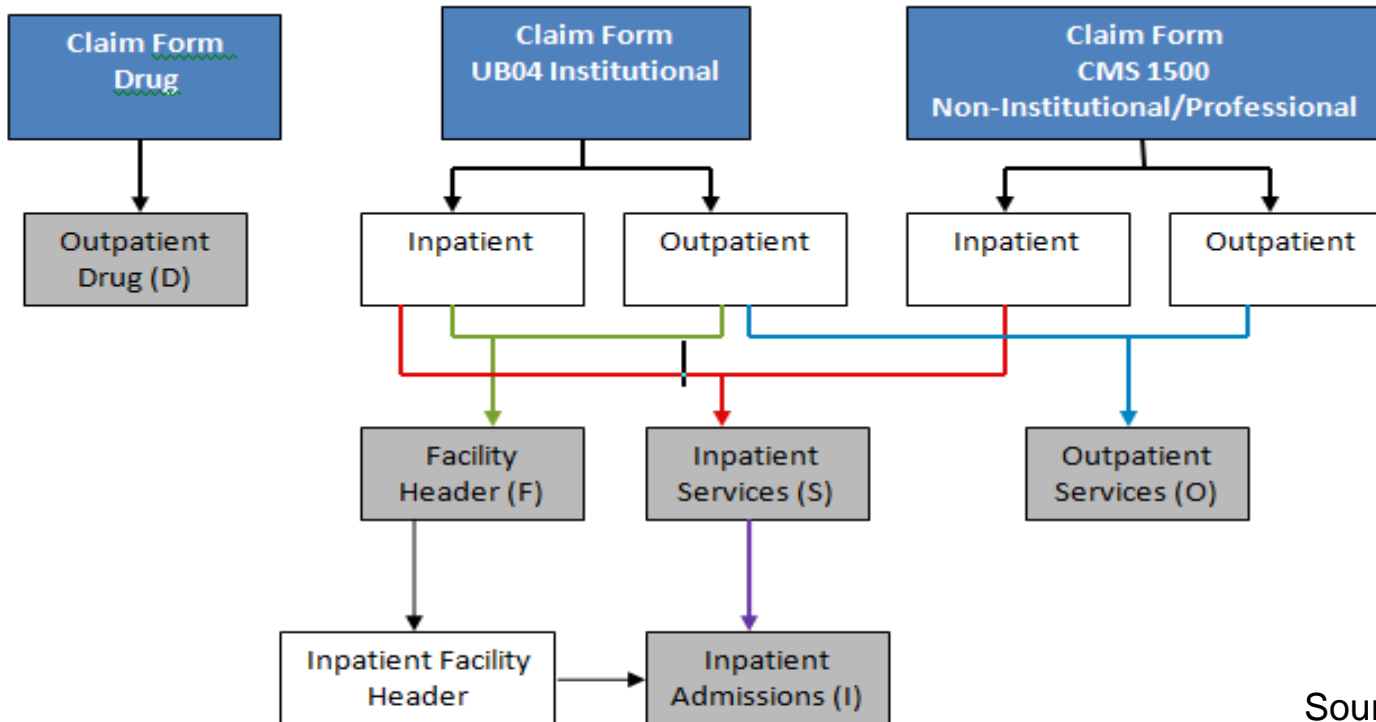 Claim Form
Drug
Claim Form
UB04 Institutional
Claim Form
CMS 1500
Non-Institutional/Professional
Outpatient
Drug (D)
Inpatient
Outpatient
Inpatient
Outpatient
Facility
Header (F)
Inpatient
Services (S)
Outpatient
Services (O)
Inpatient Facility
Header
Inpatient
Admissions (I)